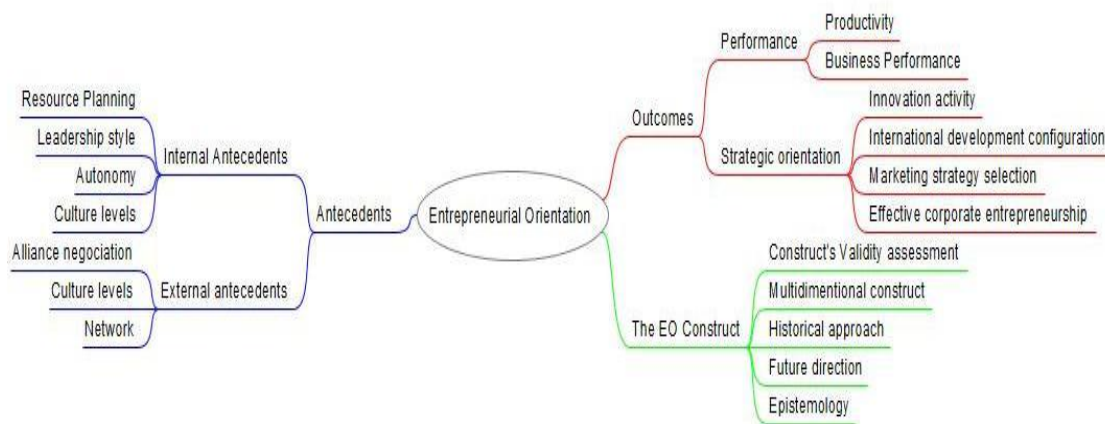 Resource Planning
Leadership style
Autonomy
Culture levels
Internal Antecedents
Alliance negociation
Culture levels
Network
External antecedents
Antecedents
Entrepreneurial Orientation
Outcomes
Performance
Productivity
Business Performance
Strategic orientation
Innovation activity
International development configuration
Marketing strategy selection
Effective corporate entrepreneurship
The EO Construct
Construct's Validity assessment
Multidimentional construct
Historical approach
Future direction
Epistemology